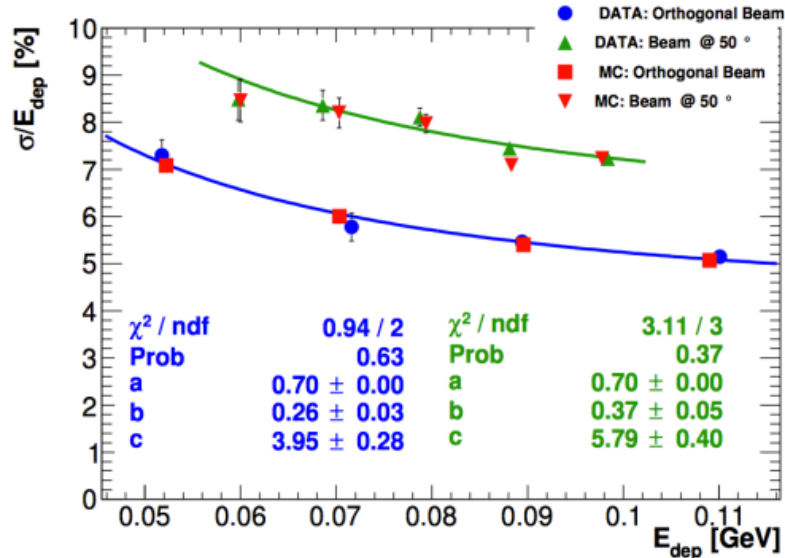 σ/E_dep [%]
10
9
8
7
6
5
4
3
2
1
0
DATA: Orthogonal Beam
DATA: Beam @ 50 °
MC: Orthogonal Beam
MC: Beam @ 50 °
χ² / ndf 0.94 / 2
Prob 0.63
a 0.70 ± 0.00
b 0.26 ± 0.03
c 3.95 ± 0.28
χ² / ndf 3.11 / 3
Prob 0.37
a 0.70 ± 0.00
b 0.37 ± 0.05
c 5.79 ± 0.40
0.05 0.06 0.07 0.08 0.09 0.1 0.11
E_dep [GeV]